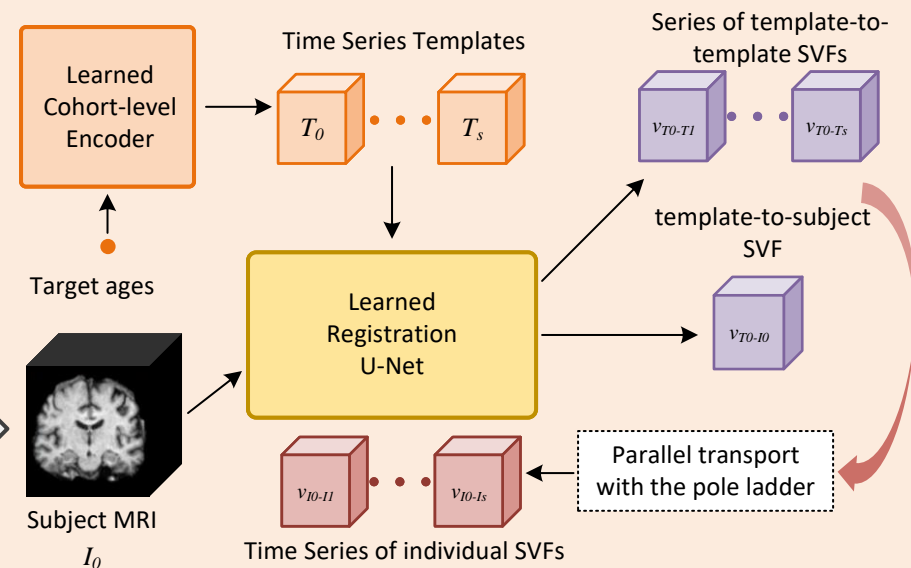 Learned
Cohort-level
Encoder
Time Series Templates
T0
Ts
Series of template-to-
template SVFs
vT0-T1
vT0-Ts
Target ages
Learned
Registration
U-Net
template-to-subject
SVF
vT0-I0
Subject MRI
I0
vI0-I1
vI0-Is
Time Series of individual SVFs
Parallel transport
with the pole ladder